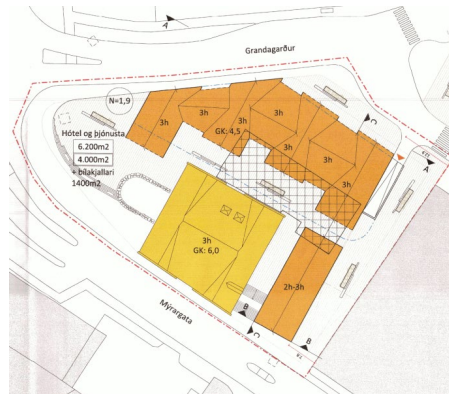 A
Grandagarður
N=1,9
3h
3h
3h
3h
GK: 4,5
3h
3h
3h
C
A
Hótel og þjónusta
6.200m2
4.000m2
+ bílakjallari
1400m2
3h
GK: 6,0
2h-3h
Mýrargata
B
C
B